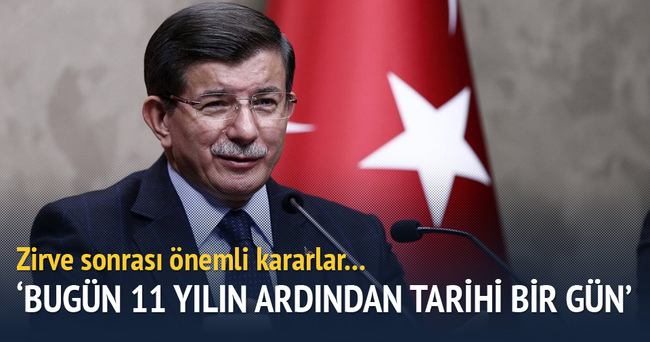 Zirve sonrası önemli kararlar...
‘BUGÜN 11 YILIN ARDINDAN TARİHİ BİR GÜN’